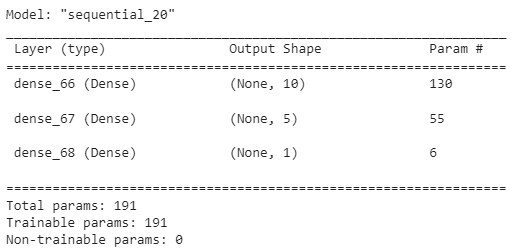 Model: "sequential_20"
_________________________________________________________________
Layer (type)                Output Shape              Param #
=================================================================
dense_66 (Dense)            (None, 10)                130
dense_67 (Dense)            (None, 5)                 55
dense_68 (Dense)            (None, 1)                 6
=================================================================
Total params: 191
Trainable params: 191
Non-trainable params: 0